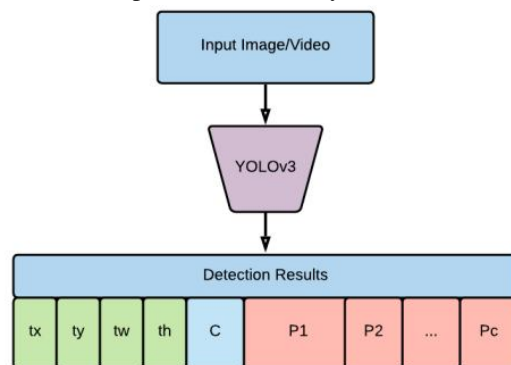 Input Image/Video
YOLOv3
Detection Results
tx ty tw th C P1 P2 ... Pc